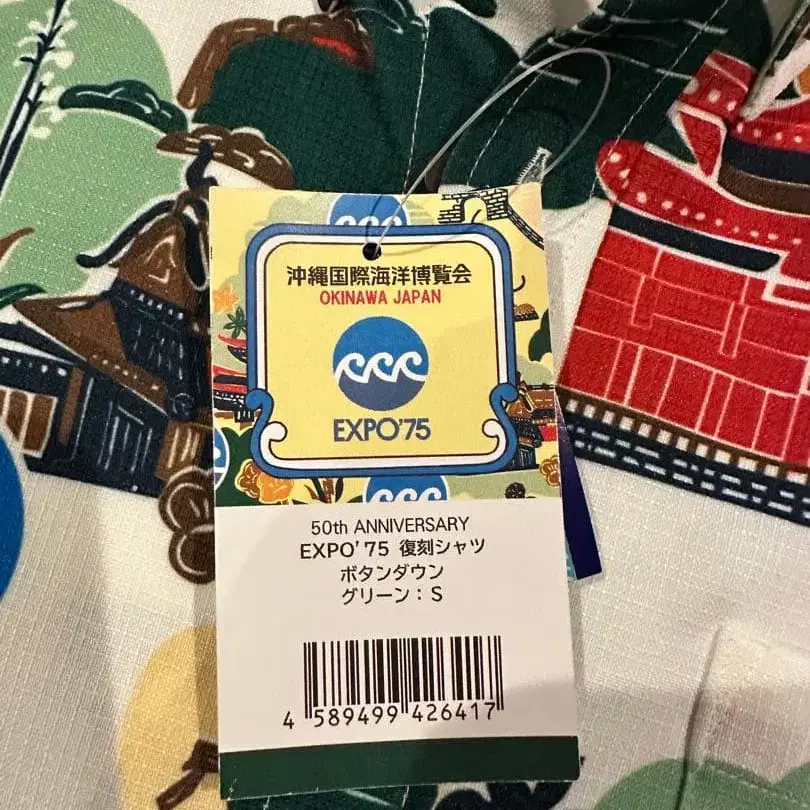 沖縄国際海洋博覧会
OKINAWA JAPAN
EXPO'75
50th ANNIVERSARY
EXPO'75 復刻シャツ
ボタンダウン
グリーン：S
4 589499 426417